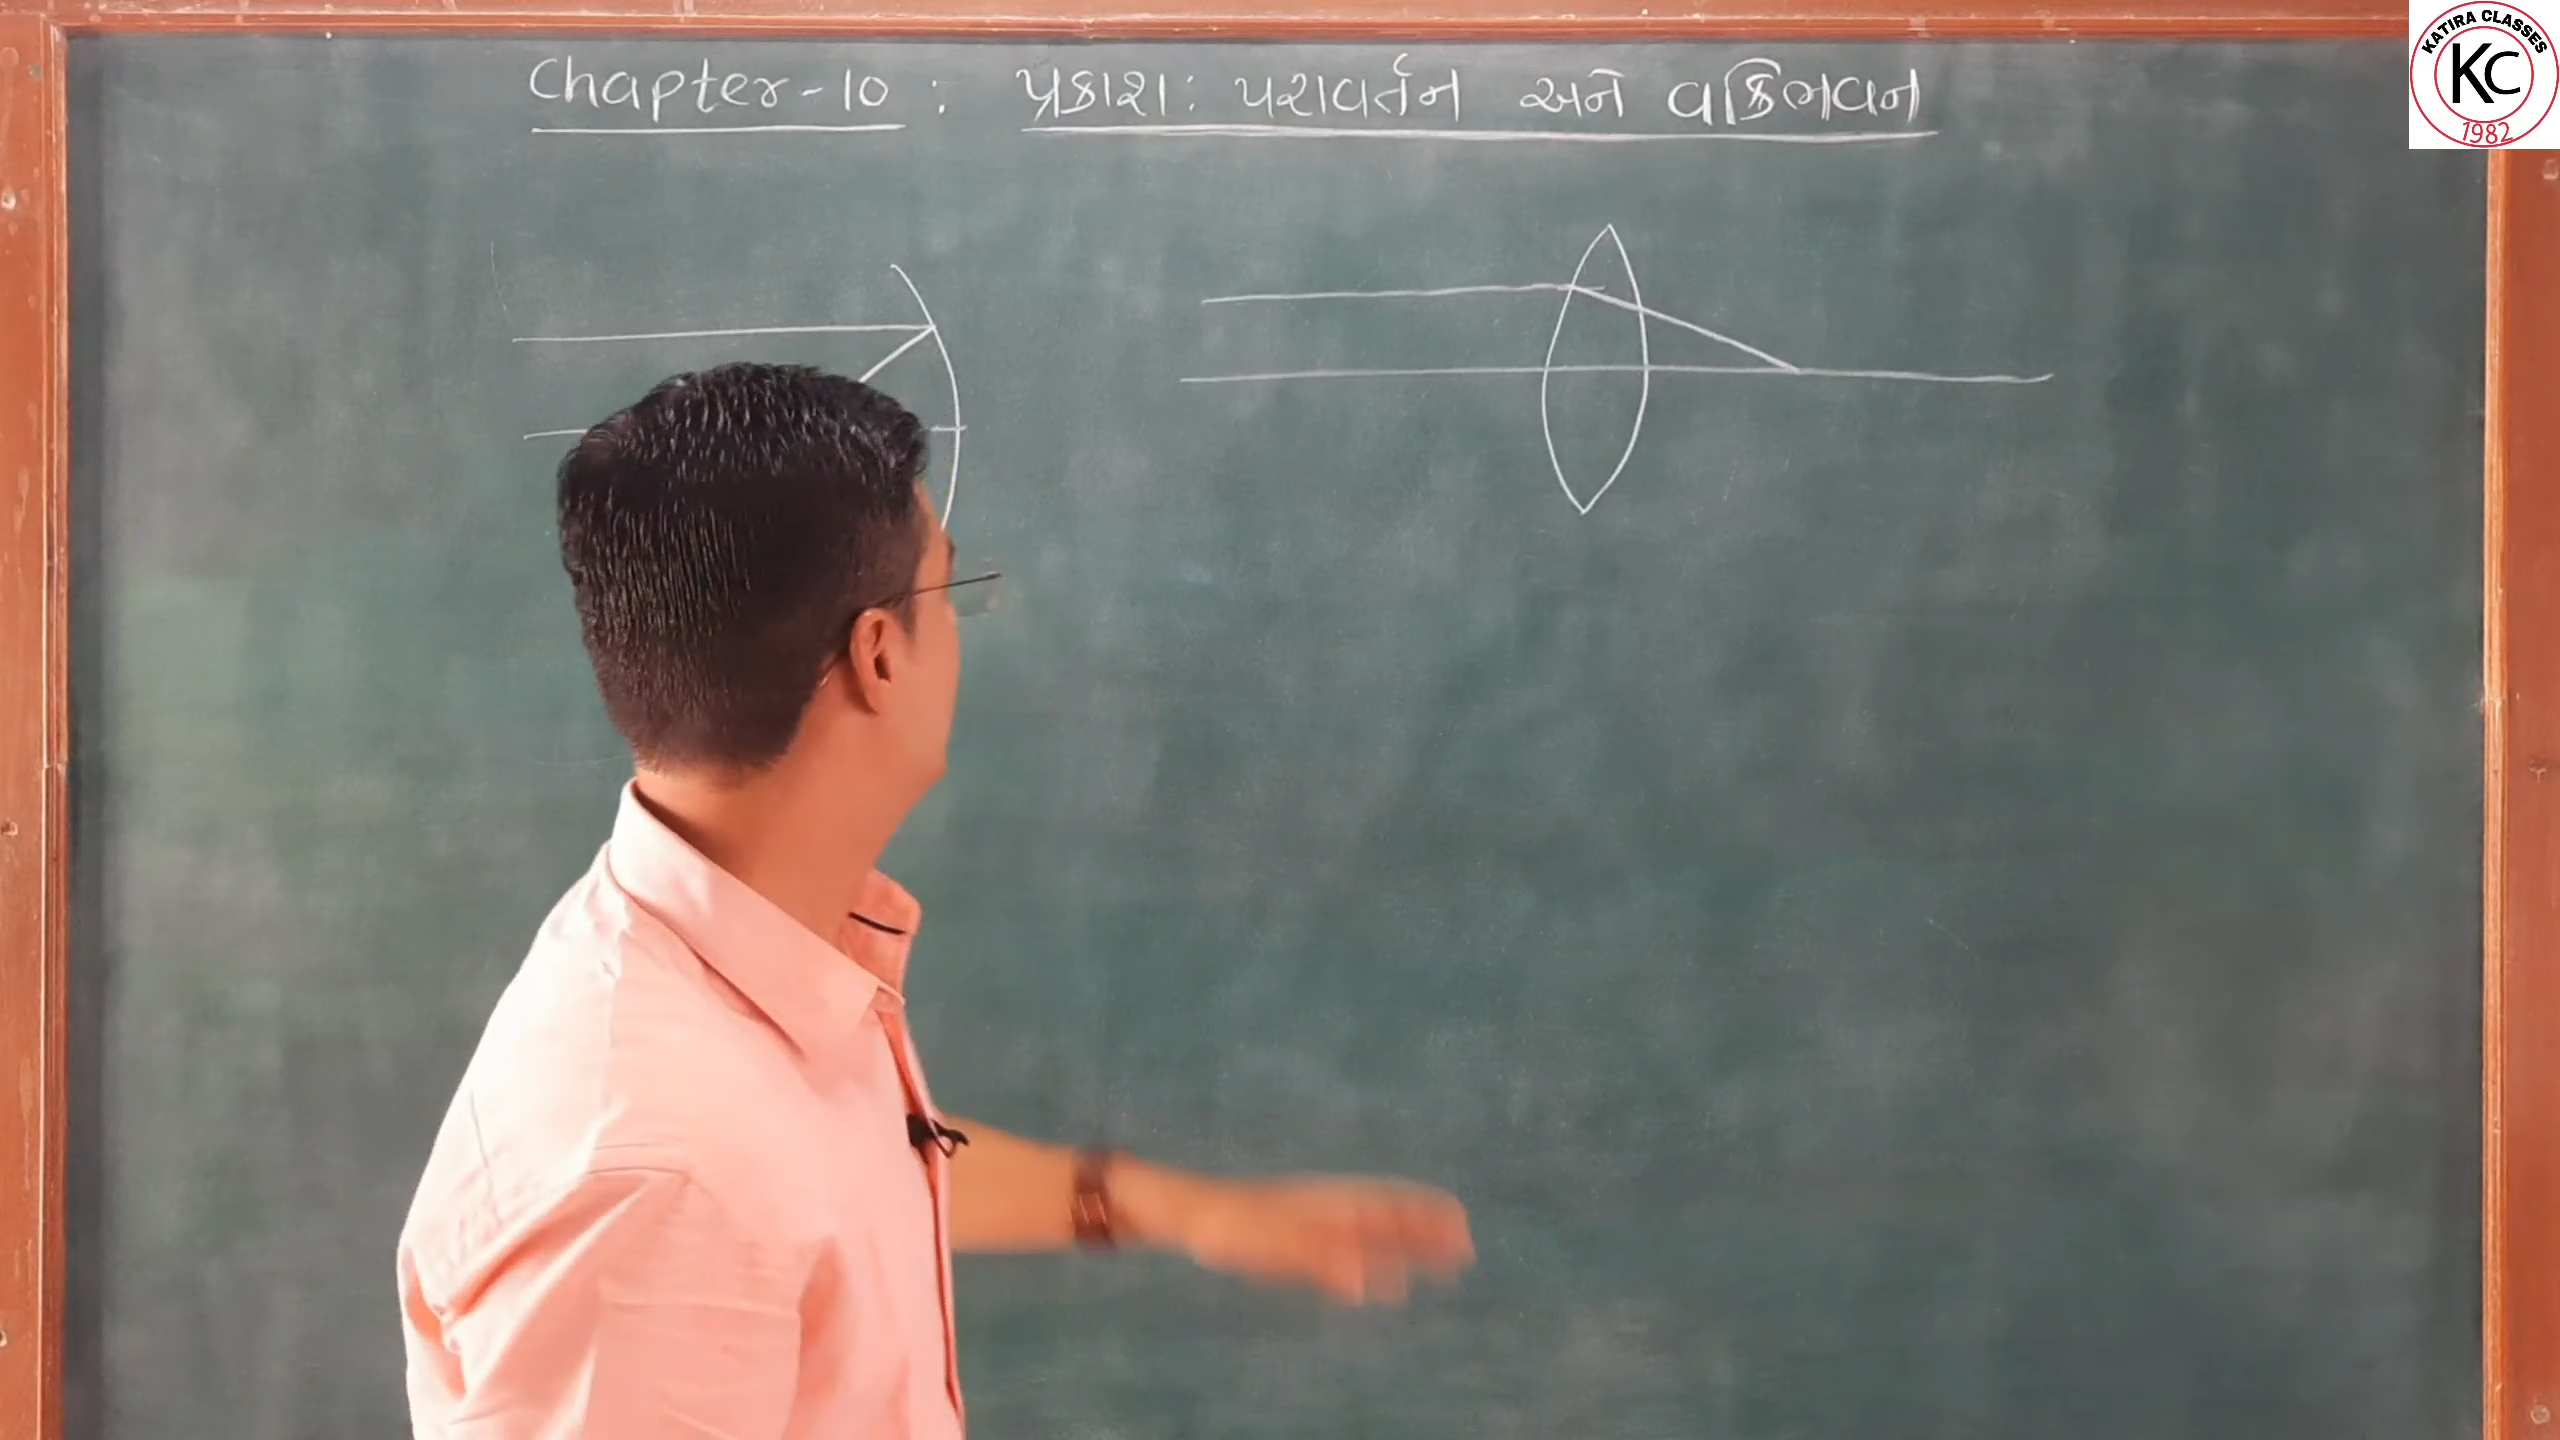 Chapter-10 : પ્રકાશ: પરાવર્તન અને વક્રિભવન
KATIRA CLASSES
KC
1982